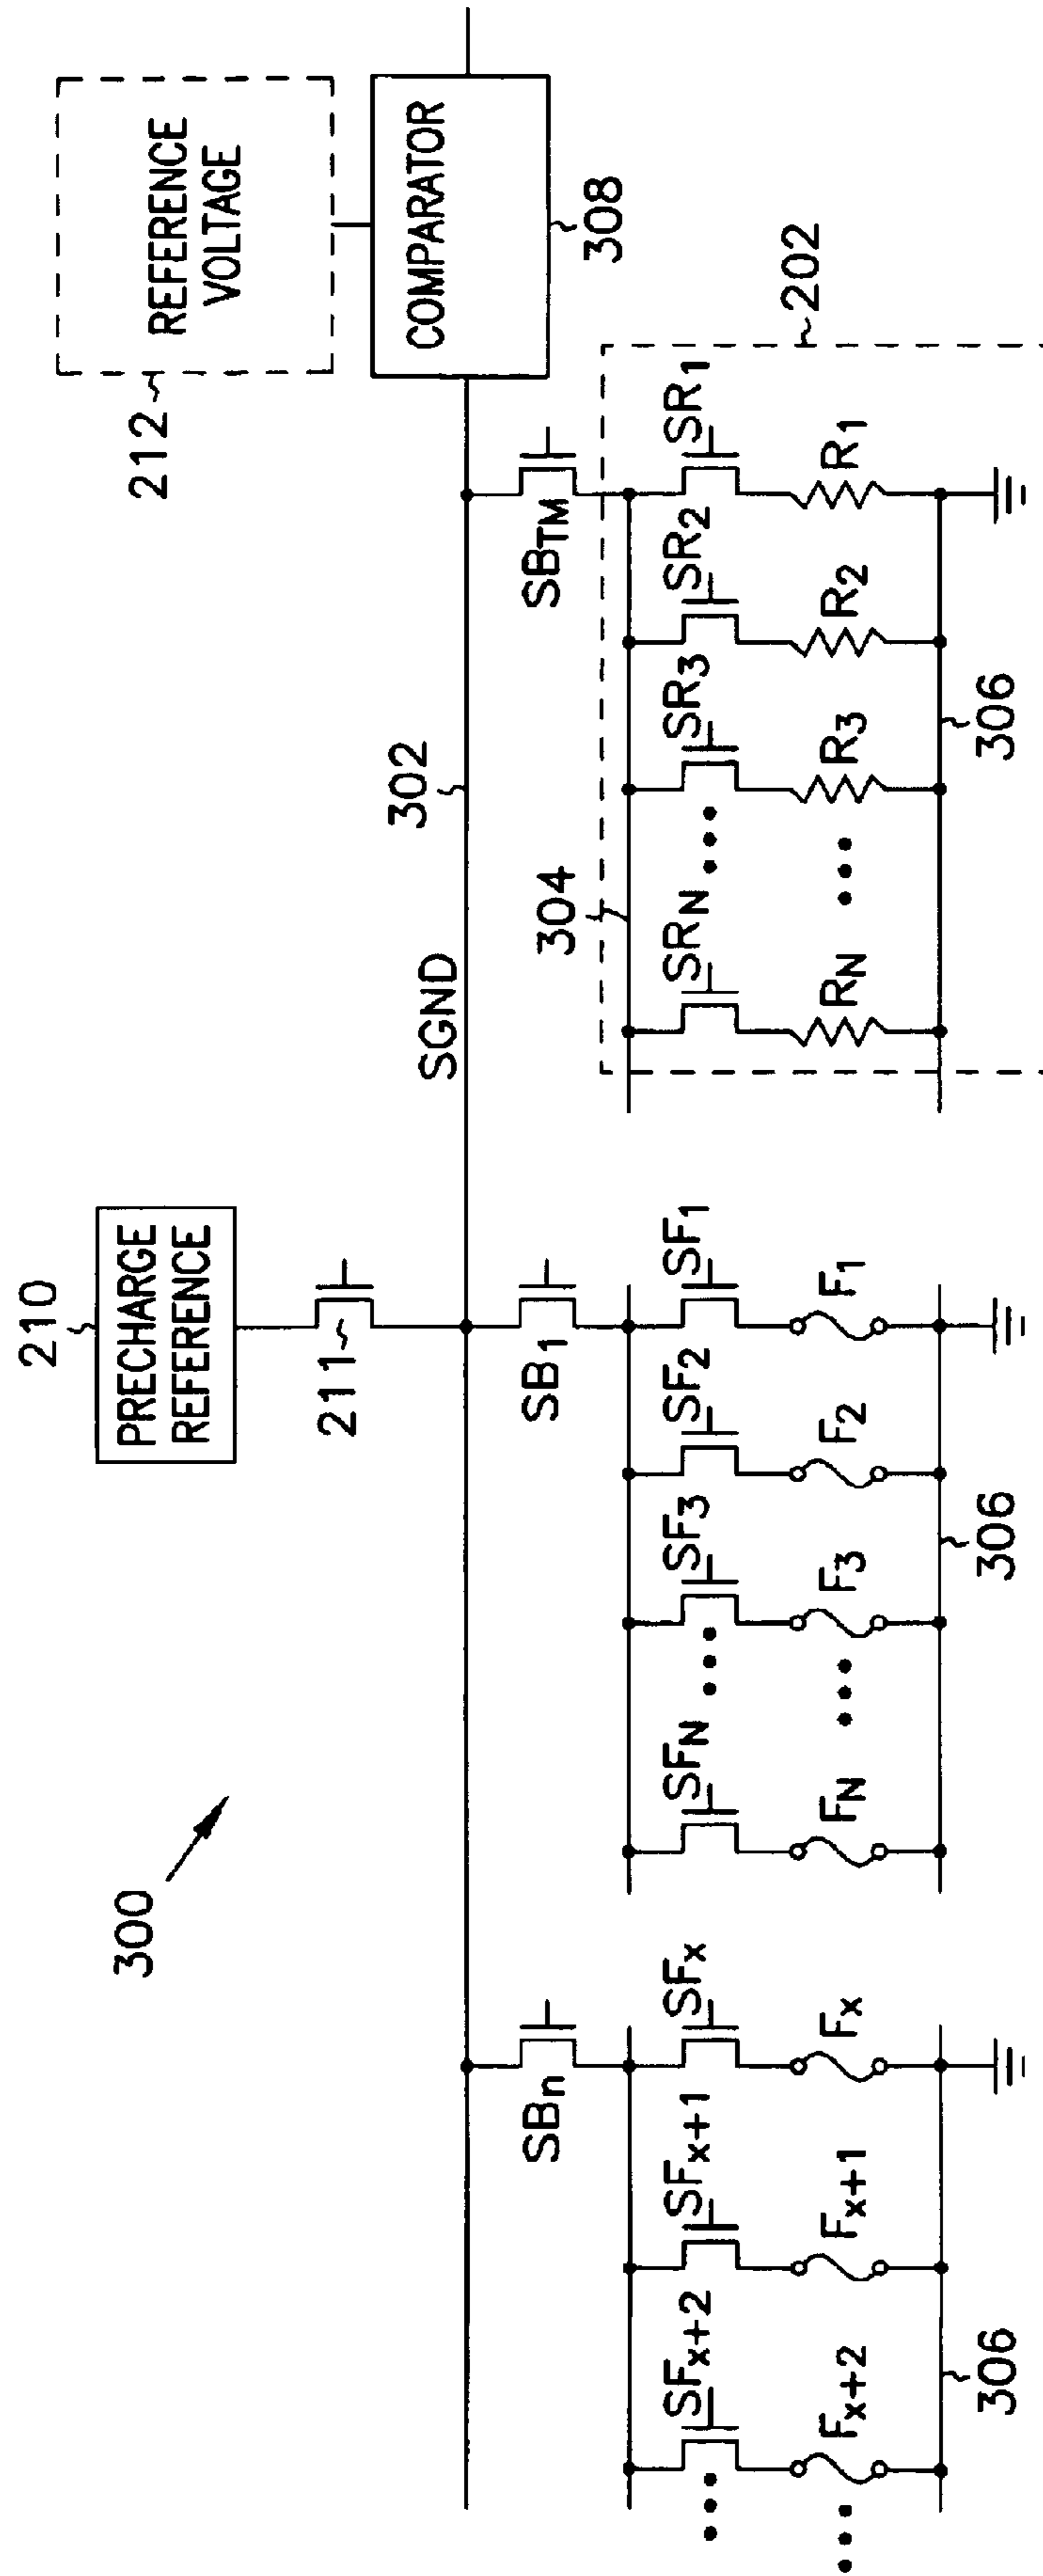 210
PRECHARGE
REFERENCE
211
212
REFERENCE
VOLTAGE
COMPARATOR
308
300
SGND
302
SBn
SB1
SBTM
304
202
SFx+2
SFx+1
SFx
SFN
SF3
SF2
SF1
SRN
SR3
SR2
SR1
Fx+2
Fx+1
Fx
FN
F3
F2
F1
RN
R3
R2
R1
306
306
306